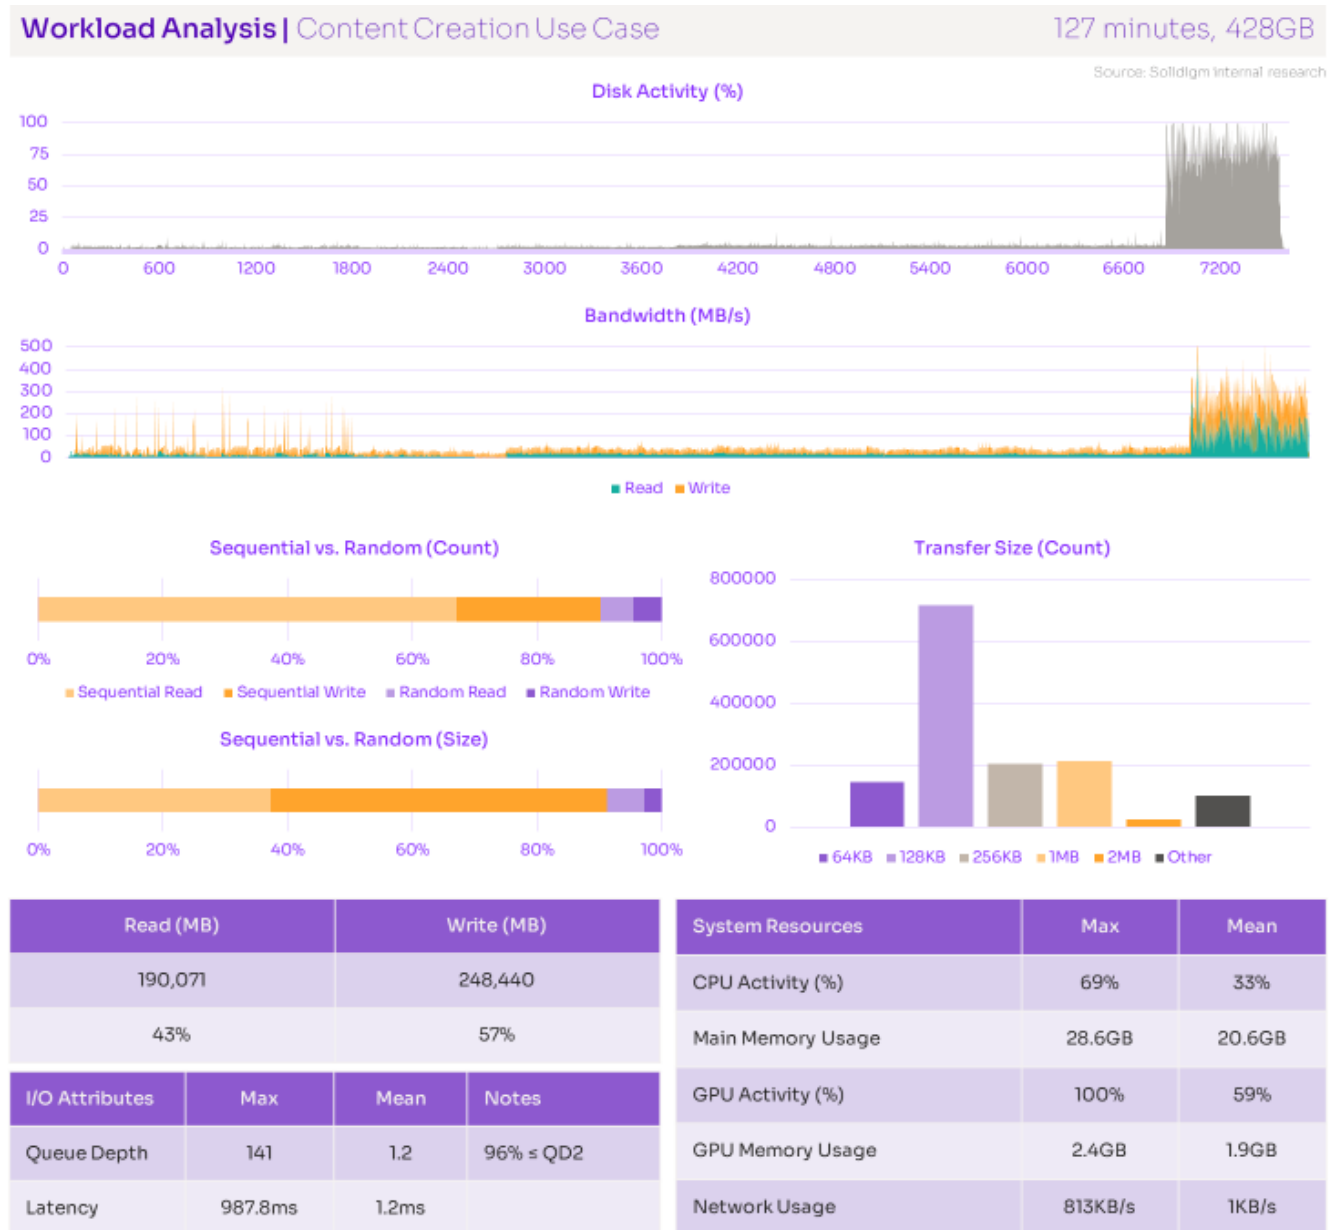 Workload Analysis | Content Creation Use Case
127 minutes, 428GB
Source: Solidigm internal research
Disk Activity (%)
100
75
50
25
0
0 600 1200 1800 2400 3000 3600 4200 4800 5400 6000 6600 7200
Bandwidth (MB/s)
500
400
300
200
100
0
Read Write
Sequential vs. Random (Count)
0% 20% 40% 60% 80% 100%
Sequential Read Sequential Write Random Read Random Write
Sequential vs. Random (Size)
0% 20% 40% 60% 80% 100%
Transfer Size (Count)
800000
600000
400000
200000
0
64KB 128KB 256KB 1MB 2MB Other
Read (MB) Write (MB)
190,071 248,440
43% 57%
I/O Attributes Max Mean Notes
Queue Depth 141 1.2 96% ≤ QD2
Latency 987.8ms 1.2ms
System Resources Max Mean
CPU Activity (%) 69% 33%
Main Memory Usage 28.6GB 20.6GB
GPU Activity (%) 100% 59%
GPU Memory Usage 2.4GB 1.9GB
Network Usage 813KB/s 1KB/s